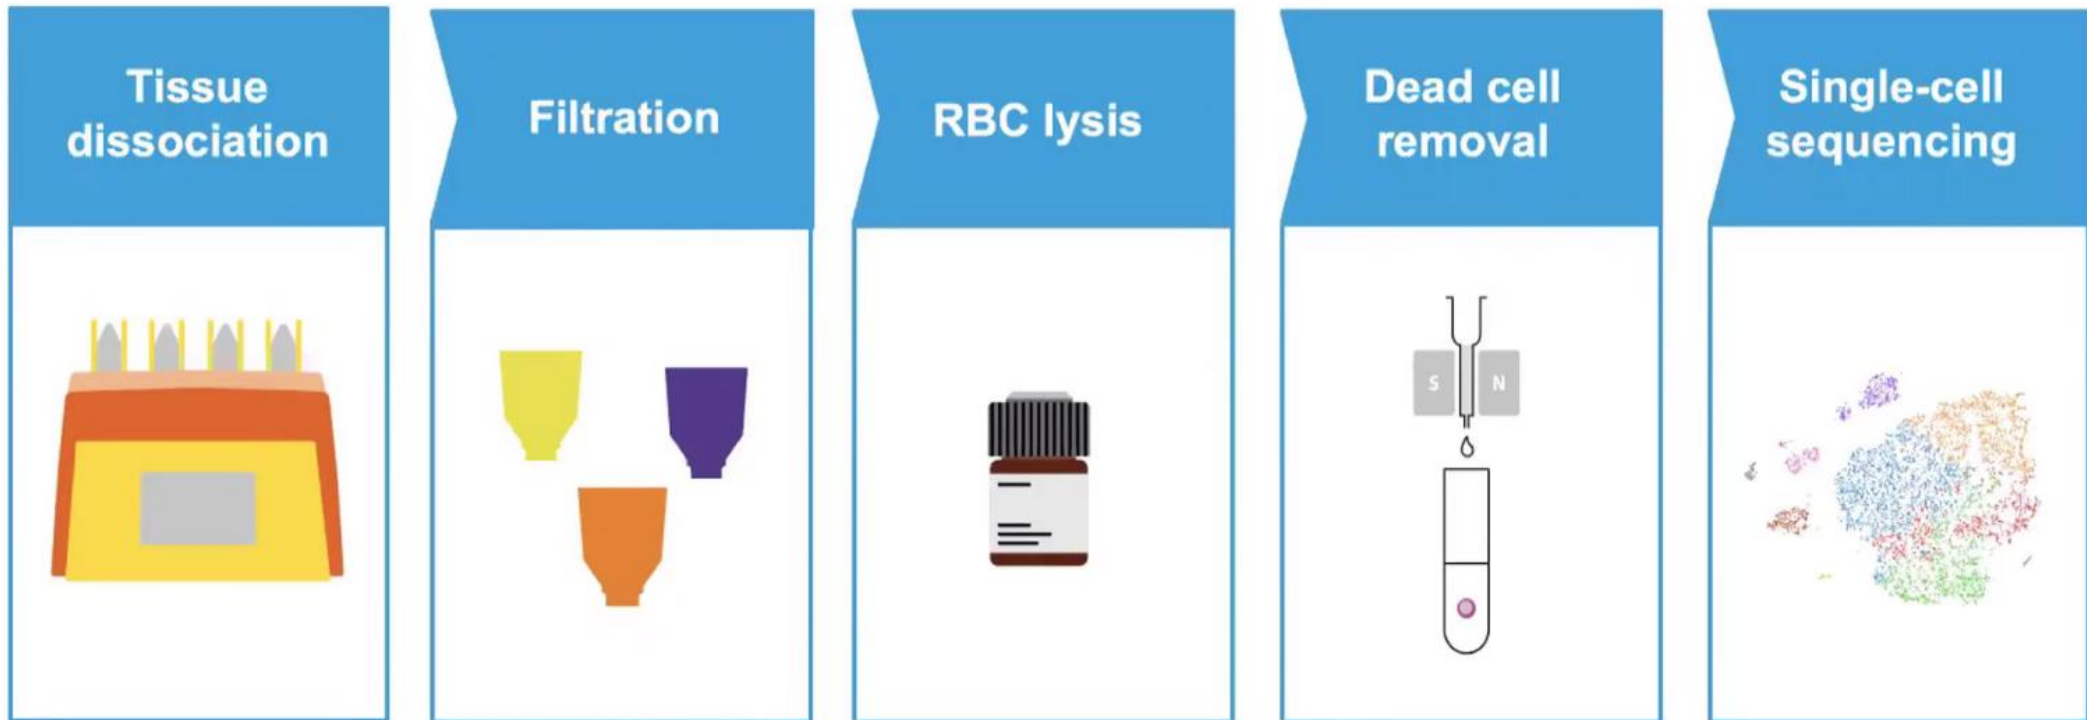 Tissue
dissociation
Filtration
RBC lysis
Dead cell
removal
Single-cell
sequencing
S
N